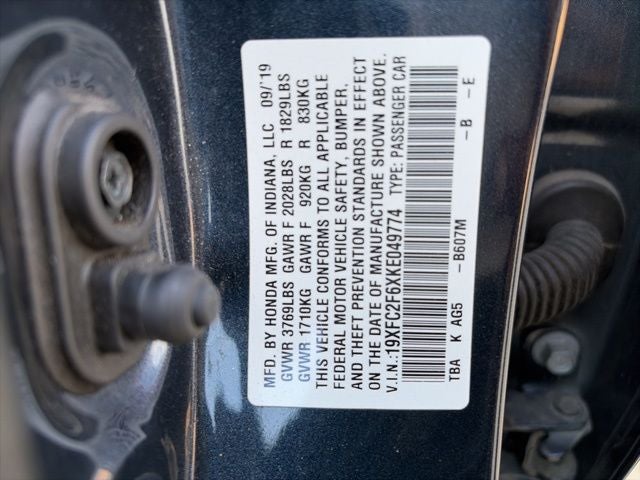 MFD. BY HONDA MFG. OF INDIANA, LLC 09/'19
GVWR 3769LBS GAWR F 2028LBS R 1829LBS
GVWR 1710KG GAWR F 920KG R 830KG
THIS VEHICLE CONFORMS TO ALL APPLICABLE
FEDERAL MOTOR VEHICLE SAFETY, BUMPER,
AND THEFT PREVENTION STANDARDS IN EFFECT
ON THE DATE OF MANUFACTURE SHOWN ABOVE.
V.I.N.:19XFC2F6XKE049774 TYPE: PASSENGER CAR
TBA K AG5 -B607M -B -E